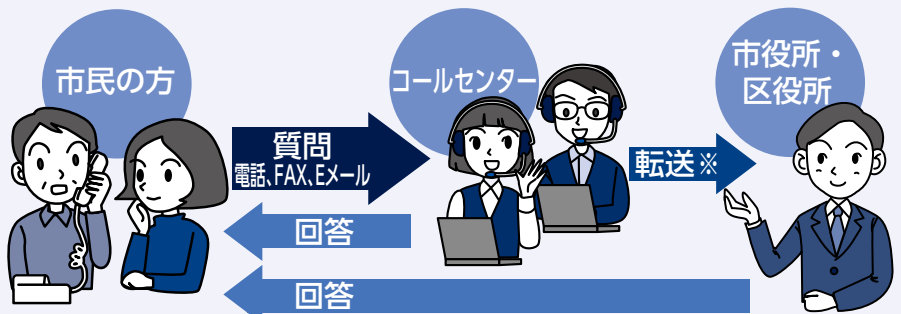 市民の方
コールセンター
市役所・
区役所
質問
電話、FAX、Eメール
転送※
回答
回答